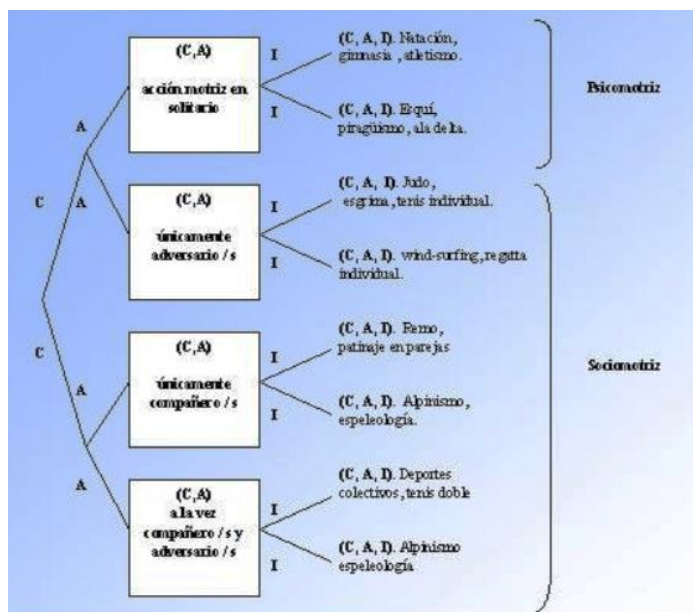 (C,A)
acción motriz en
solitario
I
(C, A, I). Natación,
gimnasia ,atletismo.
I
(C, A, I). Esquí,
piragüismo, ala delta.
Psicomotriz
A
C
A
(C,A)
únicamente
adversario / s
I
(C, A, I). Judo,
esgrima, tenis individual.
I
(C, A, I). wind-surfing, regatta
individual.
C
A
(C,A)
únicamente
compañero / s
I
(C, A, I). Remo,
patinaje en parejas
I
(C, A, I). Alpinismo,
espeleología.
Sociomotriz
A
(C,A)
a la vez
compañero / s y
adversario / s
I
(C, A, I). Deportes
colectivos, tenis doble
I
(C, A, I). Alpinismo
espeleología